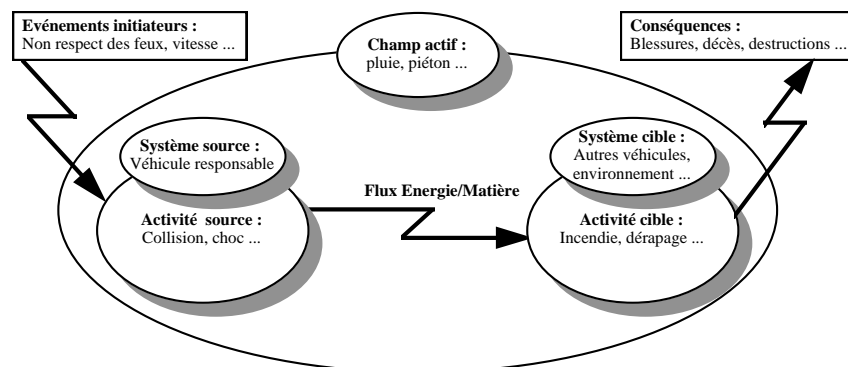 Evénements initiateurs :
Non respect des feux, vitesse ...
Conséquences :
Blessures, décès, destructions ...
Champ actif :
pluie, piéton ...
Système source :
Véhicule responsable
Système cible :
Autres véhicules,
environnement ...
Flux Energie/Matière
Activité source :
Collision, choc ...
Activité cible :
Incendie, dérapage ...